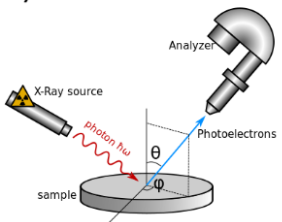 Analyzer
X-Ray source
photon ħω
Photoelectrons
θ
φ
sample